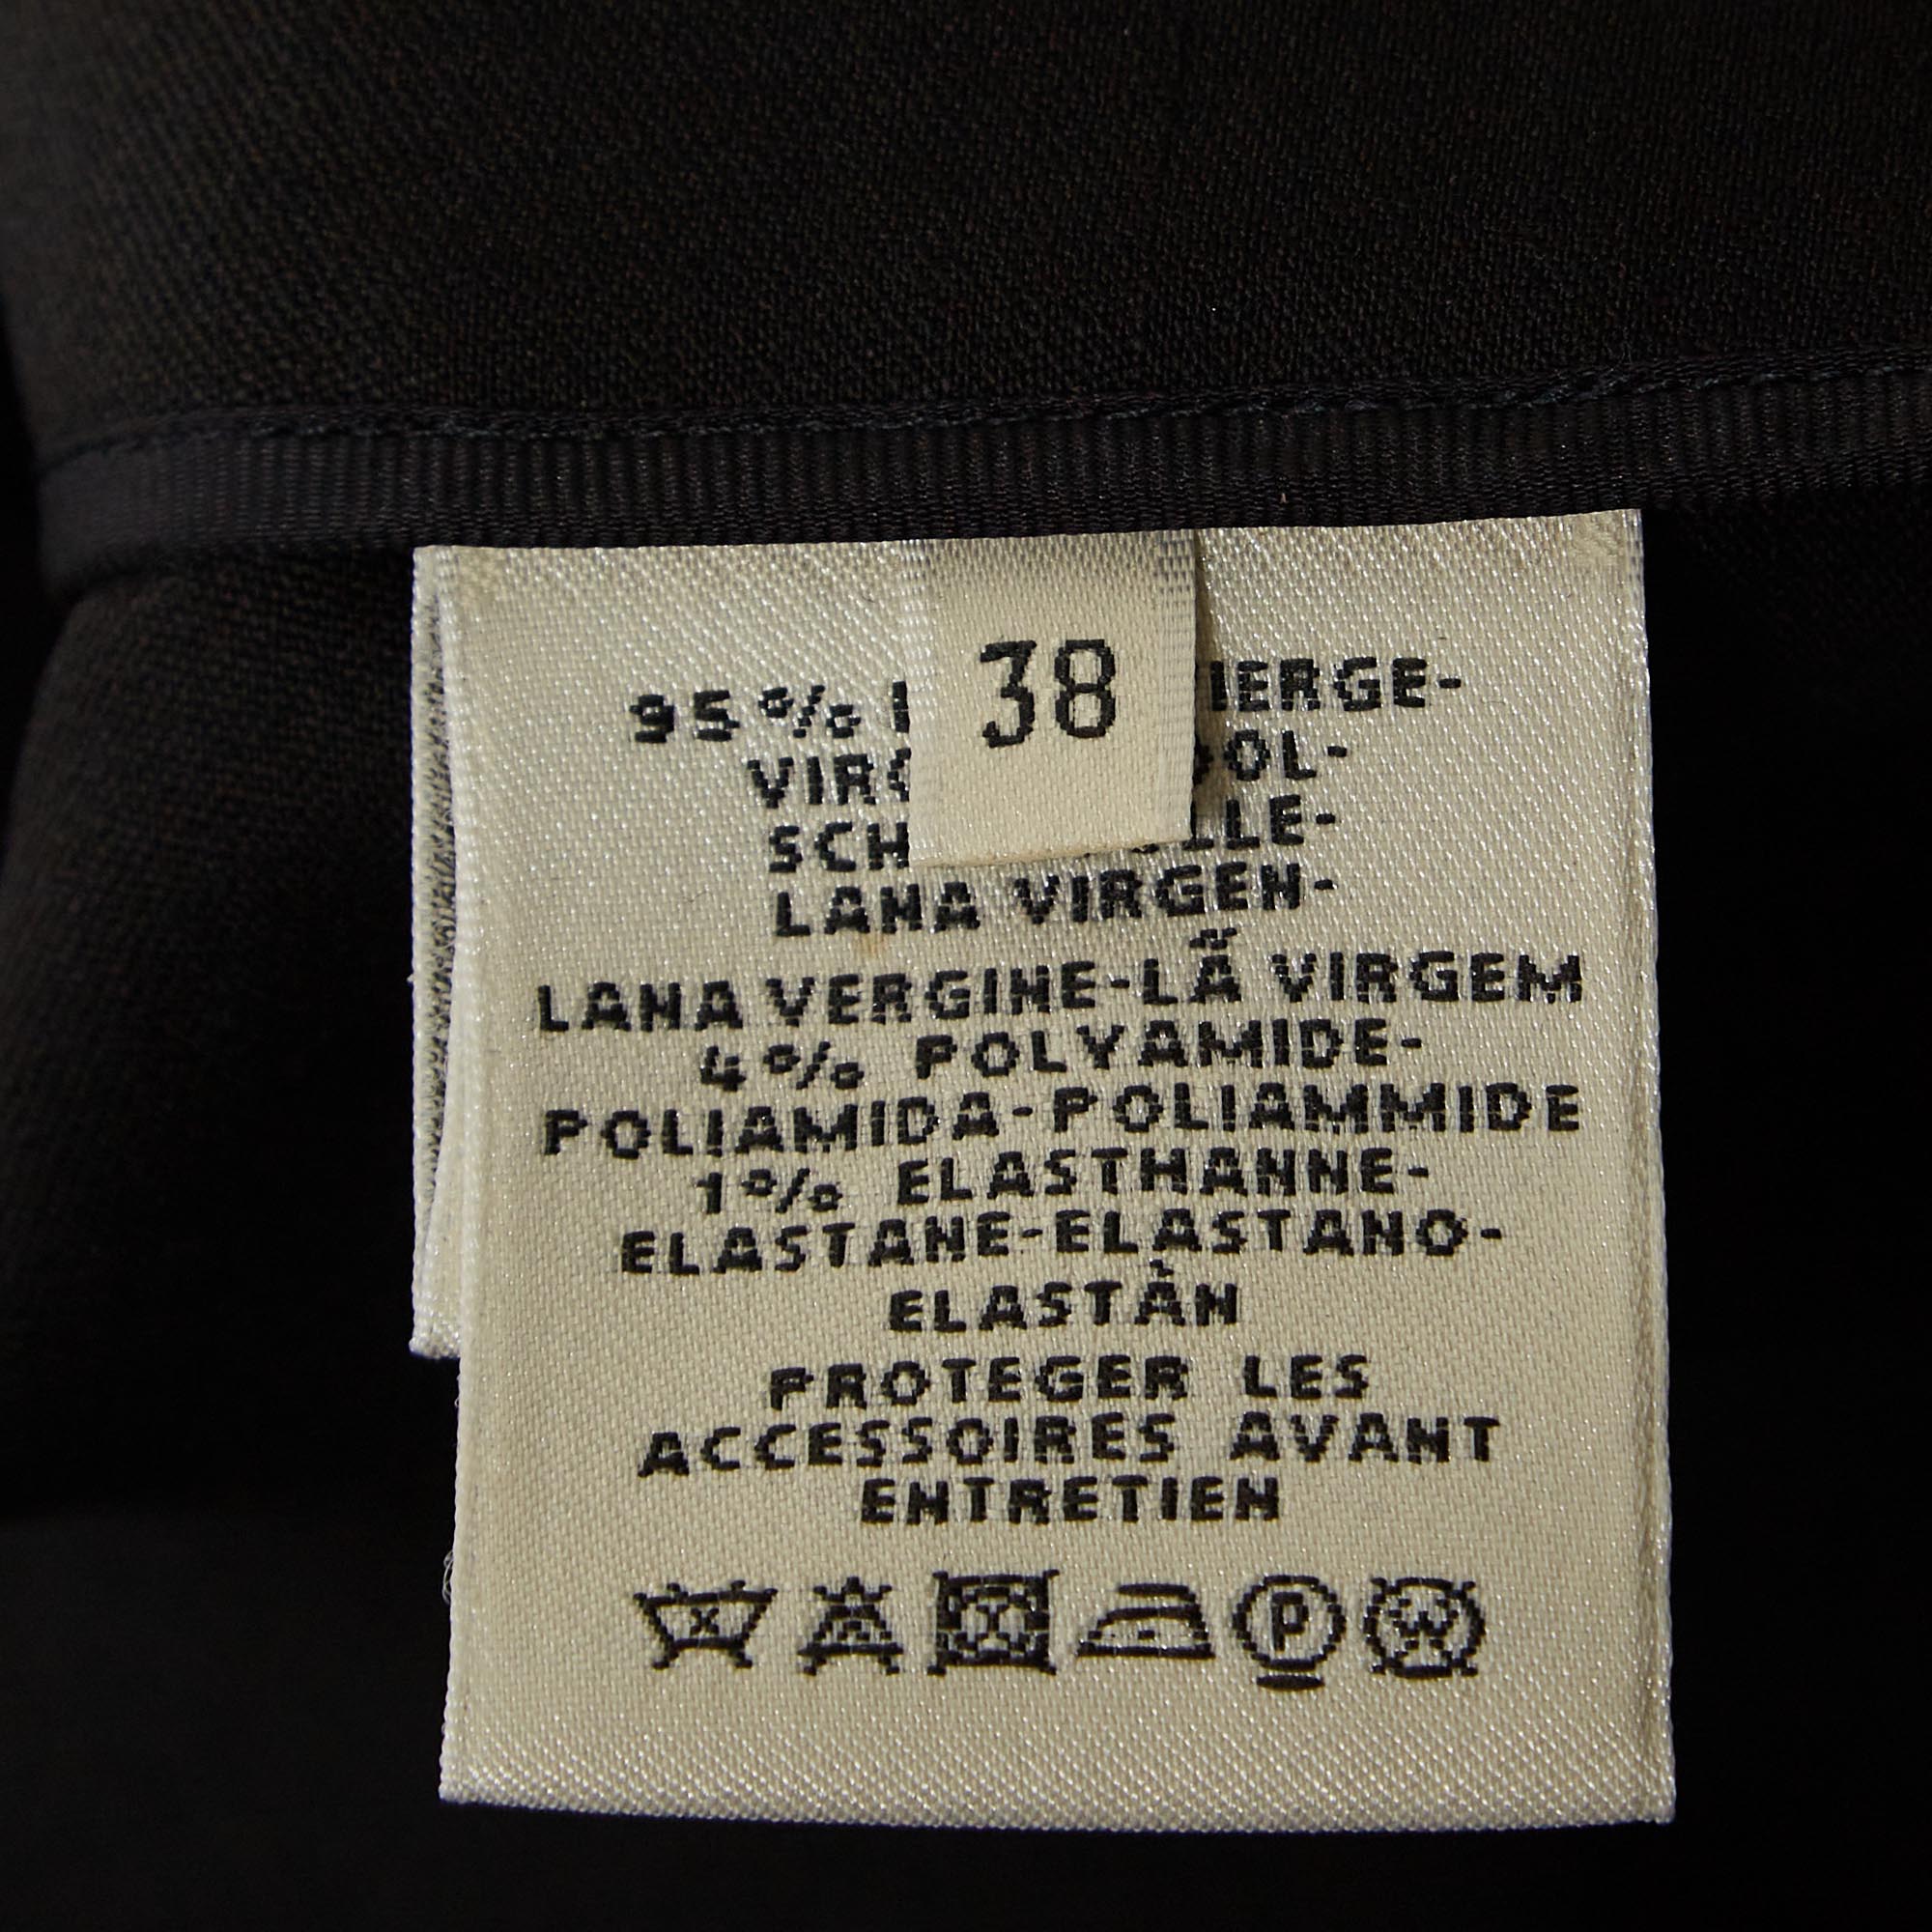 38
95%
LANA VIRGEN-
LANA VERGINE-LÃ VIRGEM
4% POLYAMIDE-
POLIAMIDA-POLIAMMIDE
1% ELASTHANNE-
ELASTANE-ELASTANO-
ELASTÀN
PROTEGER LES
ACCESSOIRES AVANT
ENTRETIEN
P W